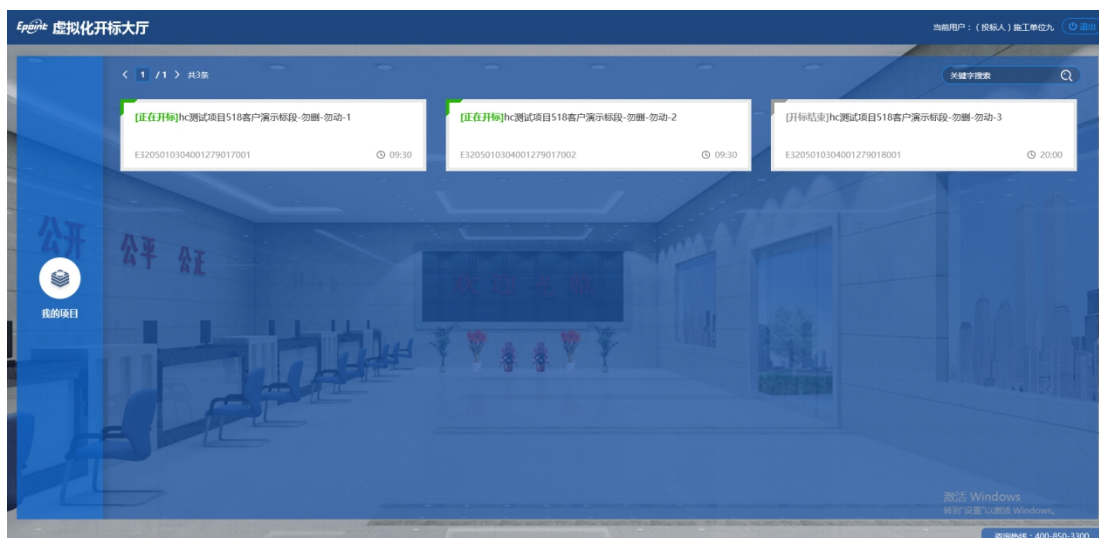 Epoint 虚拟化开标大厅
当前用户：（投标人）施工单位九 退出
1 / 1 共3条
关键字搜索
[正在开标]hc测试项目518客户演示标段-勿删-勿动-1
E3205010304001279017001 09:30
[正在开标]hc测试项目518客户演示标段-勿删-勿动-2
E3205010304001279017002 09:30
[开标结束]hc测试项目518客户演示标段-勿删-勿动-3
E3205010304001279018001 20:00
公开 公平 公正
我的项目
激活 Windows
转到"设置"以激活 Windows。
咨询热线：400-850-3300